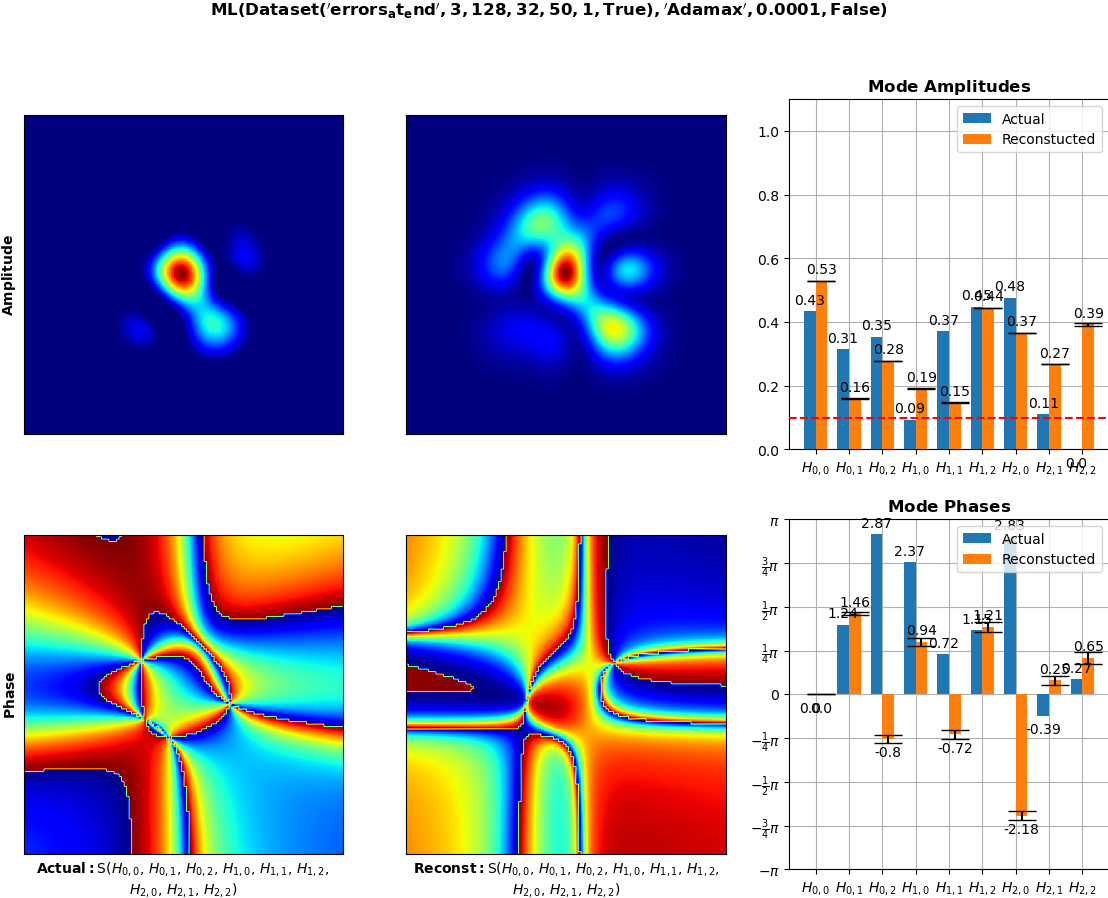 ML(Dataset('errors_at_end', 3, 128, 32, 50, 1, True), 'Adamax', 0.0001, False)
Amplitude
Mode Amplitudes
Actual
Reconstucted
1.0
0.8
0.6
0.4
0.2
0.0
0.43 0.53 0.31 0.16 0.35 0.28 0.09 0.19 0.37 0.15 0.45 0.44 0.48 0.37 0.11 0.27 0.0 0.39
H0,0 H0,1 H0,2 H1,0 H1,1 H1,2 H2,0 H2,1 H2,2
Phase
Mode Phases
Actual
Reconstucted
π
3/4π
1/2π
1/4π
0
−1/4π
−1/2π
−3/4π
−π
0.0 0.0 1.24 1.46 2.87 -0.8 2.37 0.94 0.72 -0.72 1.15 1.21 2.83 -2.18 -0.39 0.25 0.27 0.65
H0,0 H0,1 H0,2 H1,0 H1,1 H1,2 H2,0 H2,1 H2,2
Actual: S(H0,0, H0,1, H0,2, H1,0, H1,1, H1,2,
H2,0, H2,1, H2,2)
Reconst: S(H0,0, H0,1, H0,2, H1,0, H1,1, H1,2,
H2,0, H2,1, H2,2)